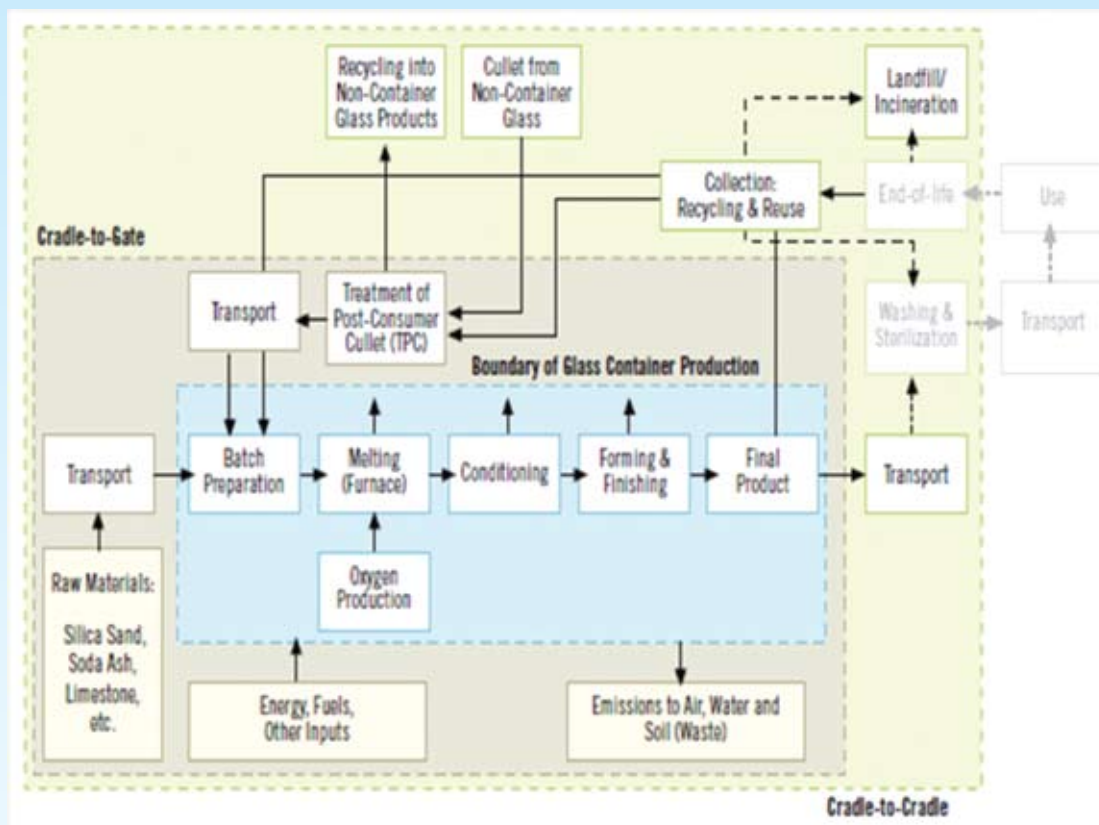 Recycling into
Non-Container
Glass Products
Cullet from
Non-Container
Glass
Landfill/
Incineration
Collection:
Recycling & Reuse
End-of-life
Use
Cradle-to-Gate
Transport
Treatment of
Post-Consumer
Cullet (TPC)
Washing &
Sterilization
Transport
Boundary of Glass Container Production
Transport
Batch
Preparation
Melting
(Furnace)
Conditioning
Forming &
Finishing
Final
Product
Transport
Oxygen
Production
Raw Materials:
Silica Sand,
Soda Ash,
Limestone,
etc.
Energy, Fuels,
Other Inputs
Emissions to Air, Water and
Soil (Waste)
Cradle-to-Cradle